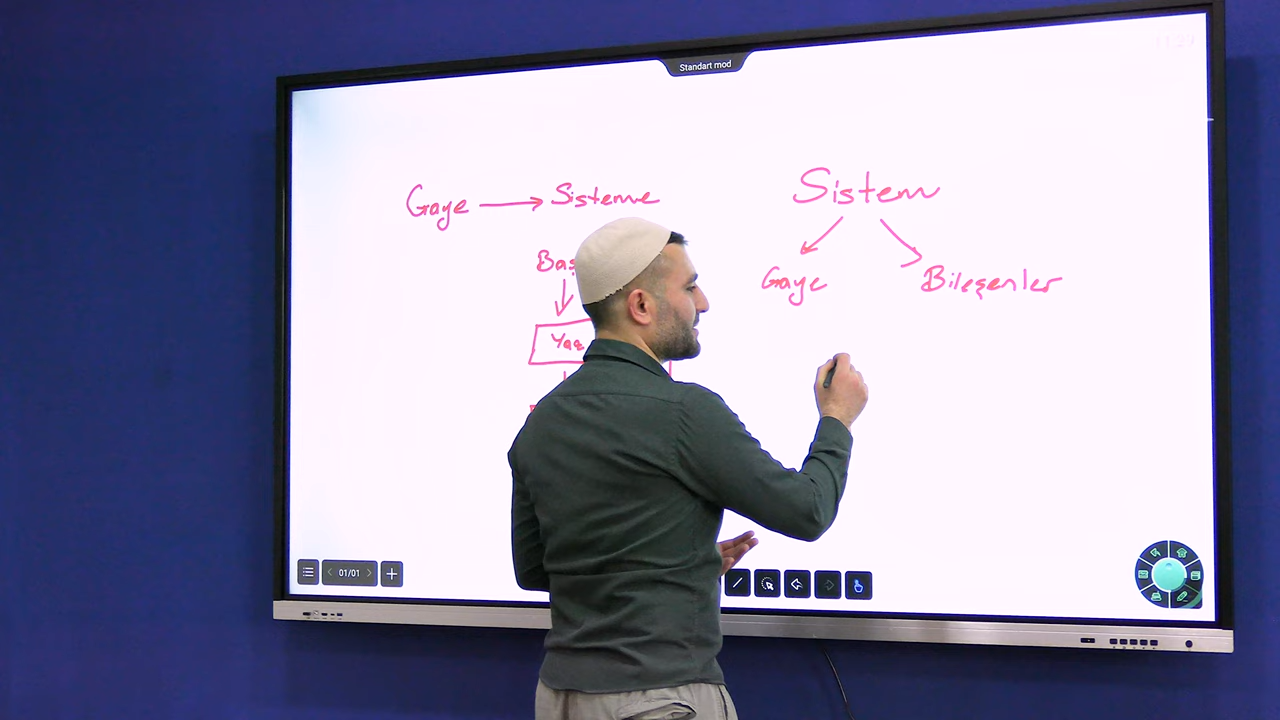 Standart mod
Gaye → Sisteme
Sistem
Gaye
Bileşenler
01/01